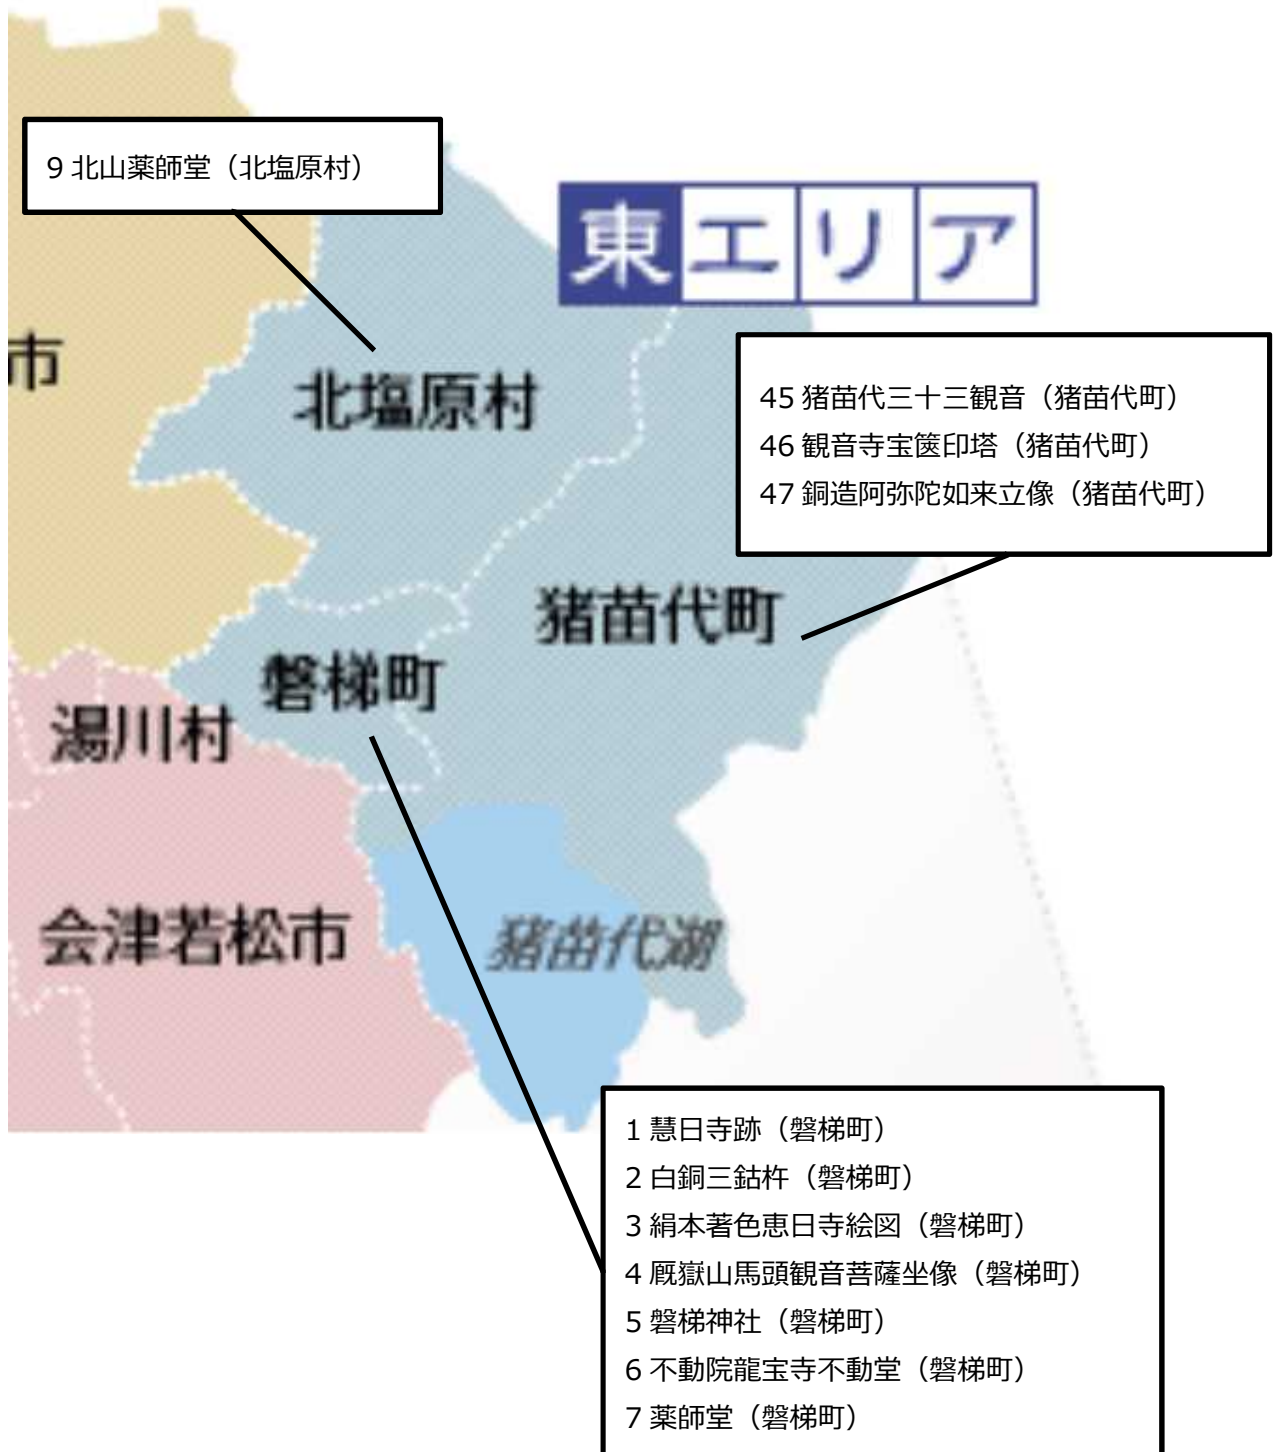 9 北山薬師堂（北塩原村）
東エリア
市
北塩原村
45 猪苗代三十三観音（猪苗代町）
46 観音寺宝篋印塔（猪苗代町）
47 銅造阿弥陀如来立像（猪苗代町）
猪苗代町
磐梯町
湯川村
会津若松市
猪苗代湖
1 慧日寺跡（磐梯町）
2 白銅三鈷杵（磐梯町）
3 絹本著色恵日寺絵図（磐梯町）
4 厩嶽山馬頭観音菩薩坐像（磐梯町）
5 磐梯神社（磐梯町）
6 不動院龍宝寺不動堂（磐梯町）
7 薬師堂（磐梯町）